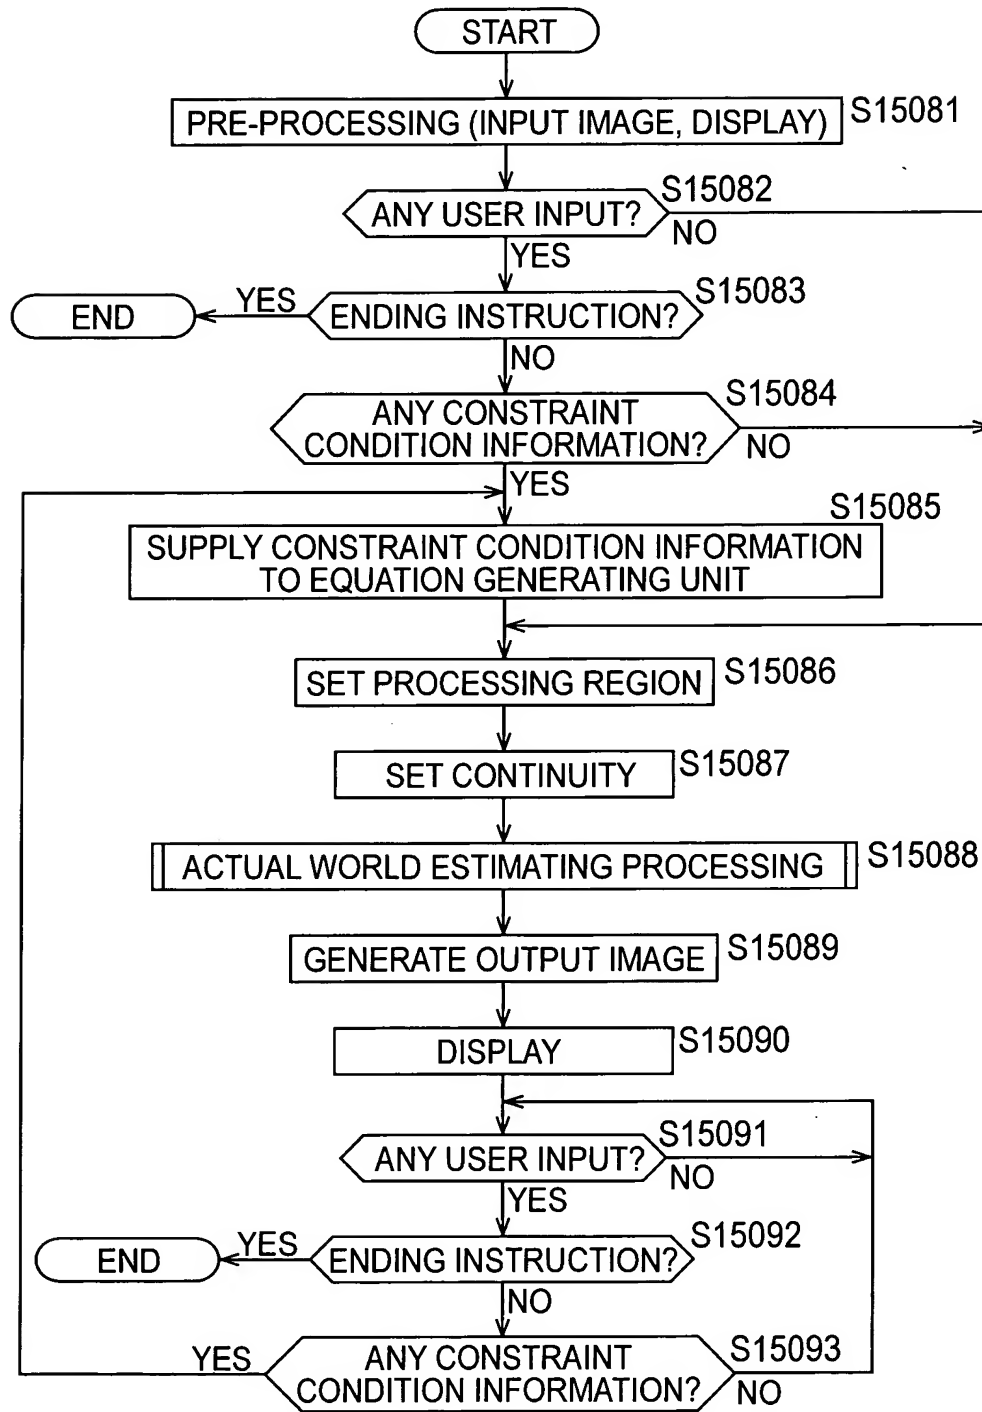 START
PRE-PROCESSING (INPUT IMAGE, DISPLAY)
S15081
ANY USER INPUT?
S15082
NO
YES
ENDING INSTRUCTION?
S15083
YES
END
NO
ANY CONSTRAINT
CONDITION INFORMATION?
S15084
NO
YES
S15085
SUPPLY CONSTRAINT CONDITION INFORMATION
TO EQUATION GENERATING UNIT
SET PROCESSING REGION
S15086
SET CONTINUITY
S15087
ACTUAL WORLD ESTIMATING PROCESSING
S15088
GENERATE OUTPUT IMAGE
S15089
DISPLAY
S15090
ANY USER INPUT?
S15091
NO
YES
ENDING INSTRUCTION?
S15092
YES
END
NO
ANY CONSTRAINT
CONDITION INFORMATION?
S15093
YES
NO